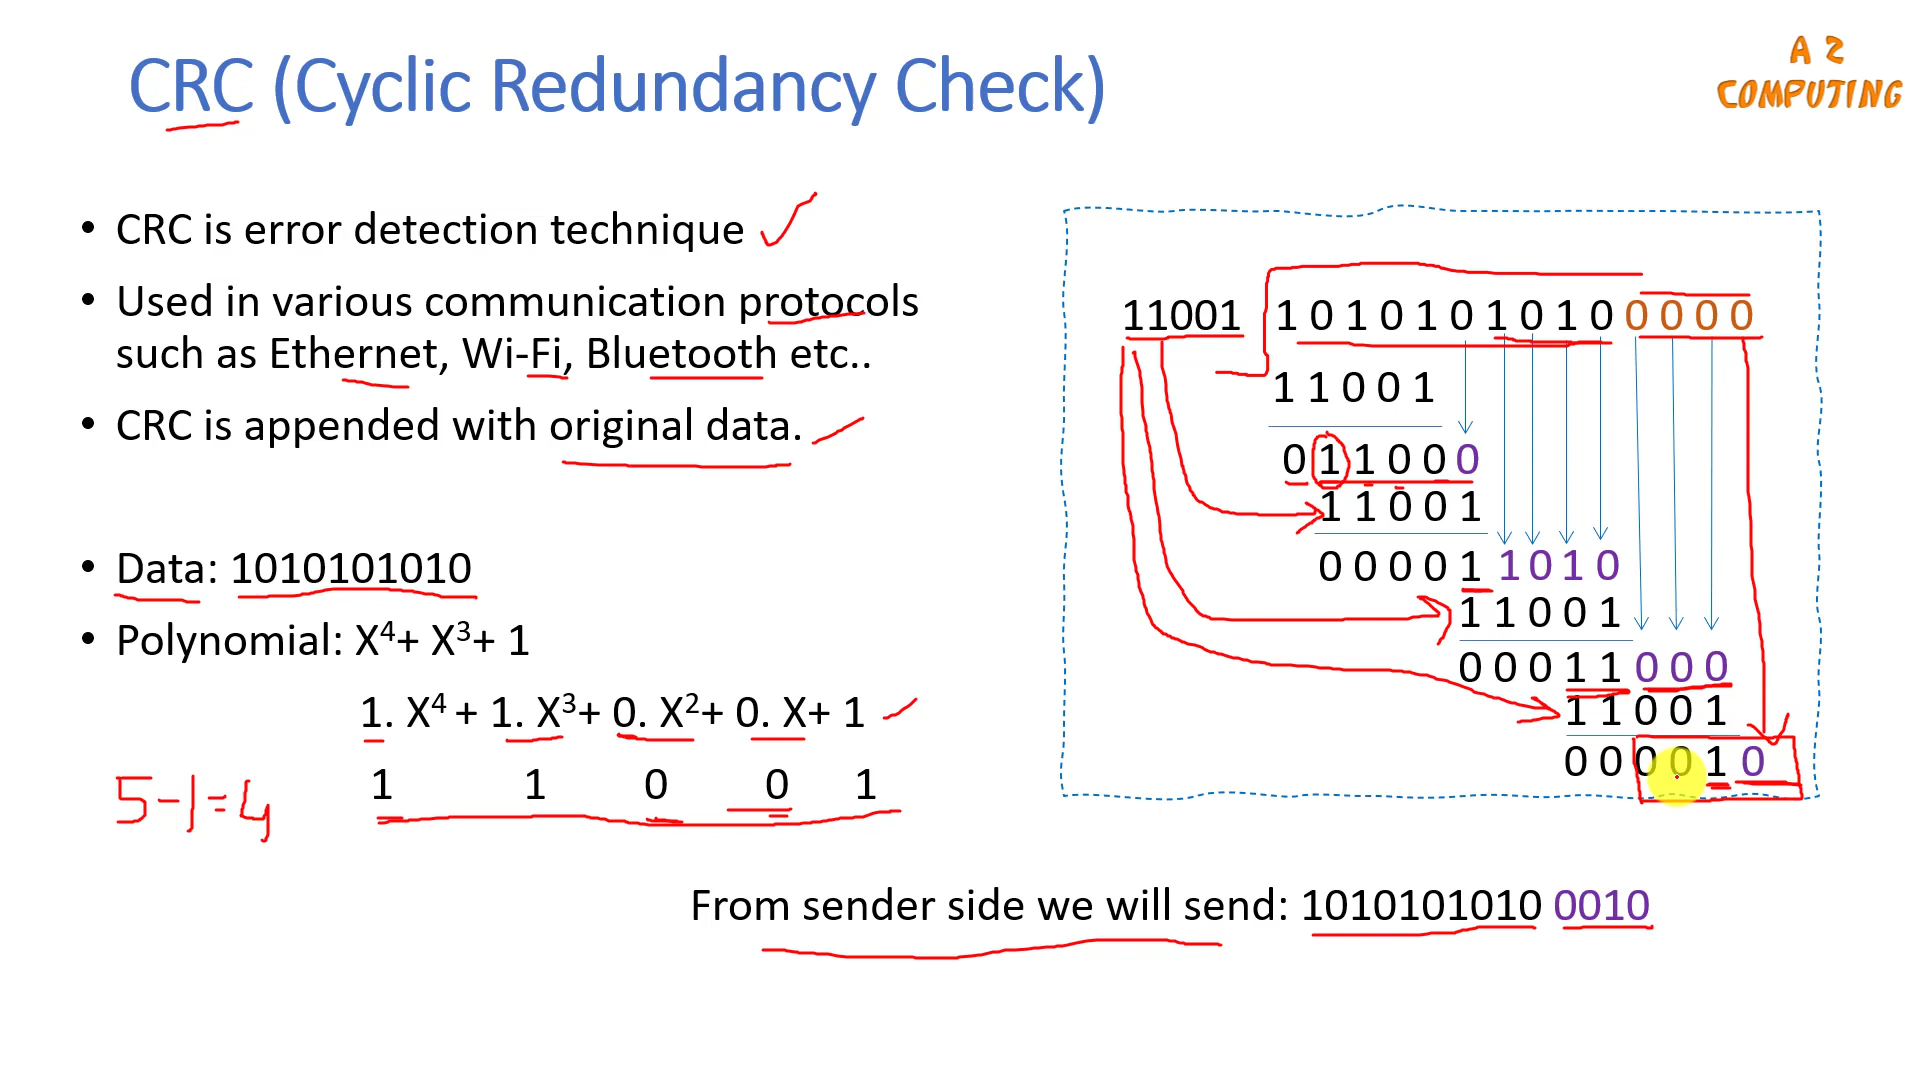 CRC (Cyclic Redundancy Check)
A 2
COMPUTING
• CRC is error detection technique
• Used in various communication protocols
such as Ethernet, Wi-Fi, Bluetooth etc..
• CRC is appended with original data.
• Data: 1010101010
• Polynomial: X⁴+ X³+ 1
1. X⁴ + 1. X³+ 0. X²+ 0. X+ 1
1 1 0 0 1
5-1=4
11001 1 0 1 0 1 0 1 0 1 0 0 0 0 0
1 1 0 0 1
0 1 1 0 0 0
1 1 0 0 1
0 0 0 0 1 1 0 1 0
1 1 0 0 1
0 0 0 1 1 0 0 0
1 1 0 0 1
0 0 0 0 1 0
From sender side we will send: 1010101010 0010